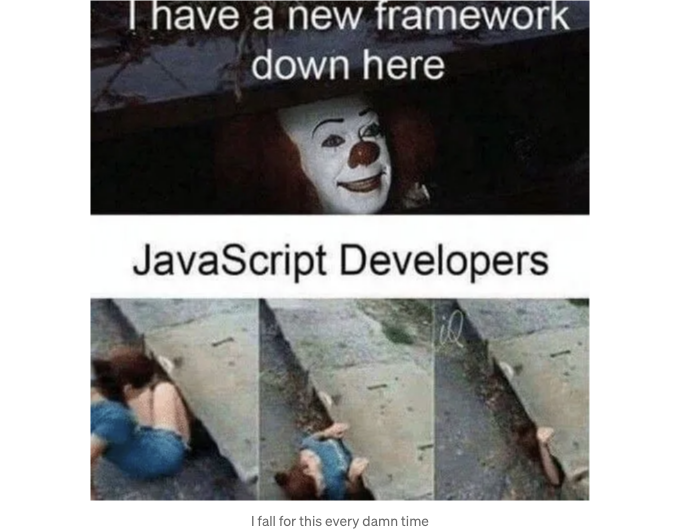 I have a new framework
down here
JavaScript Developers
I fall for this every damn time